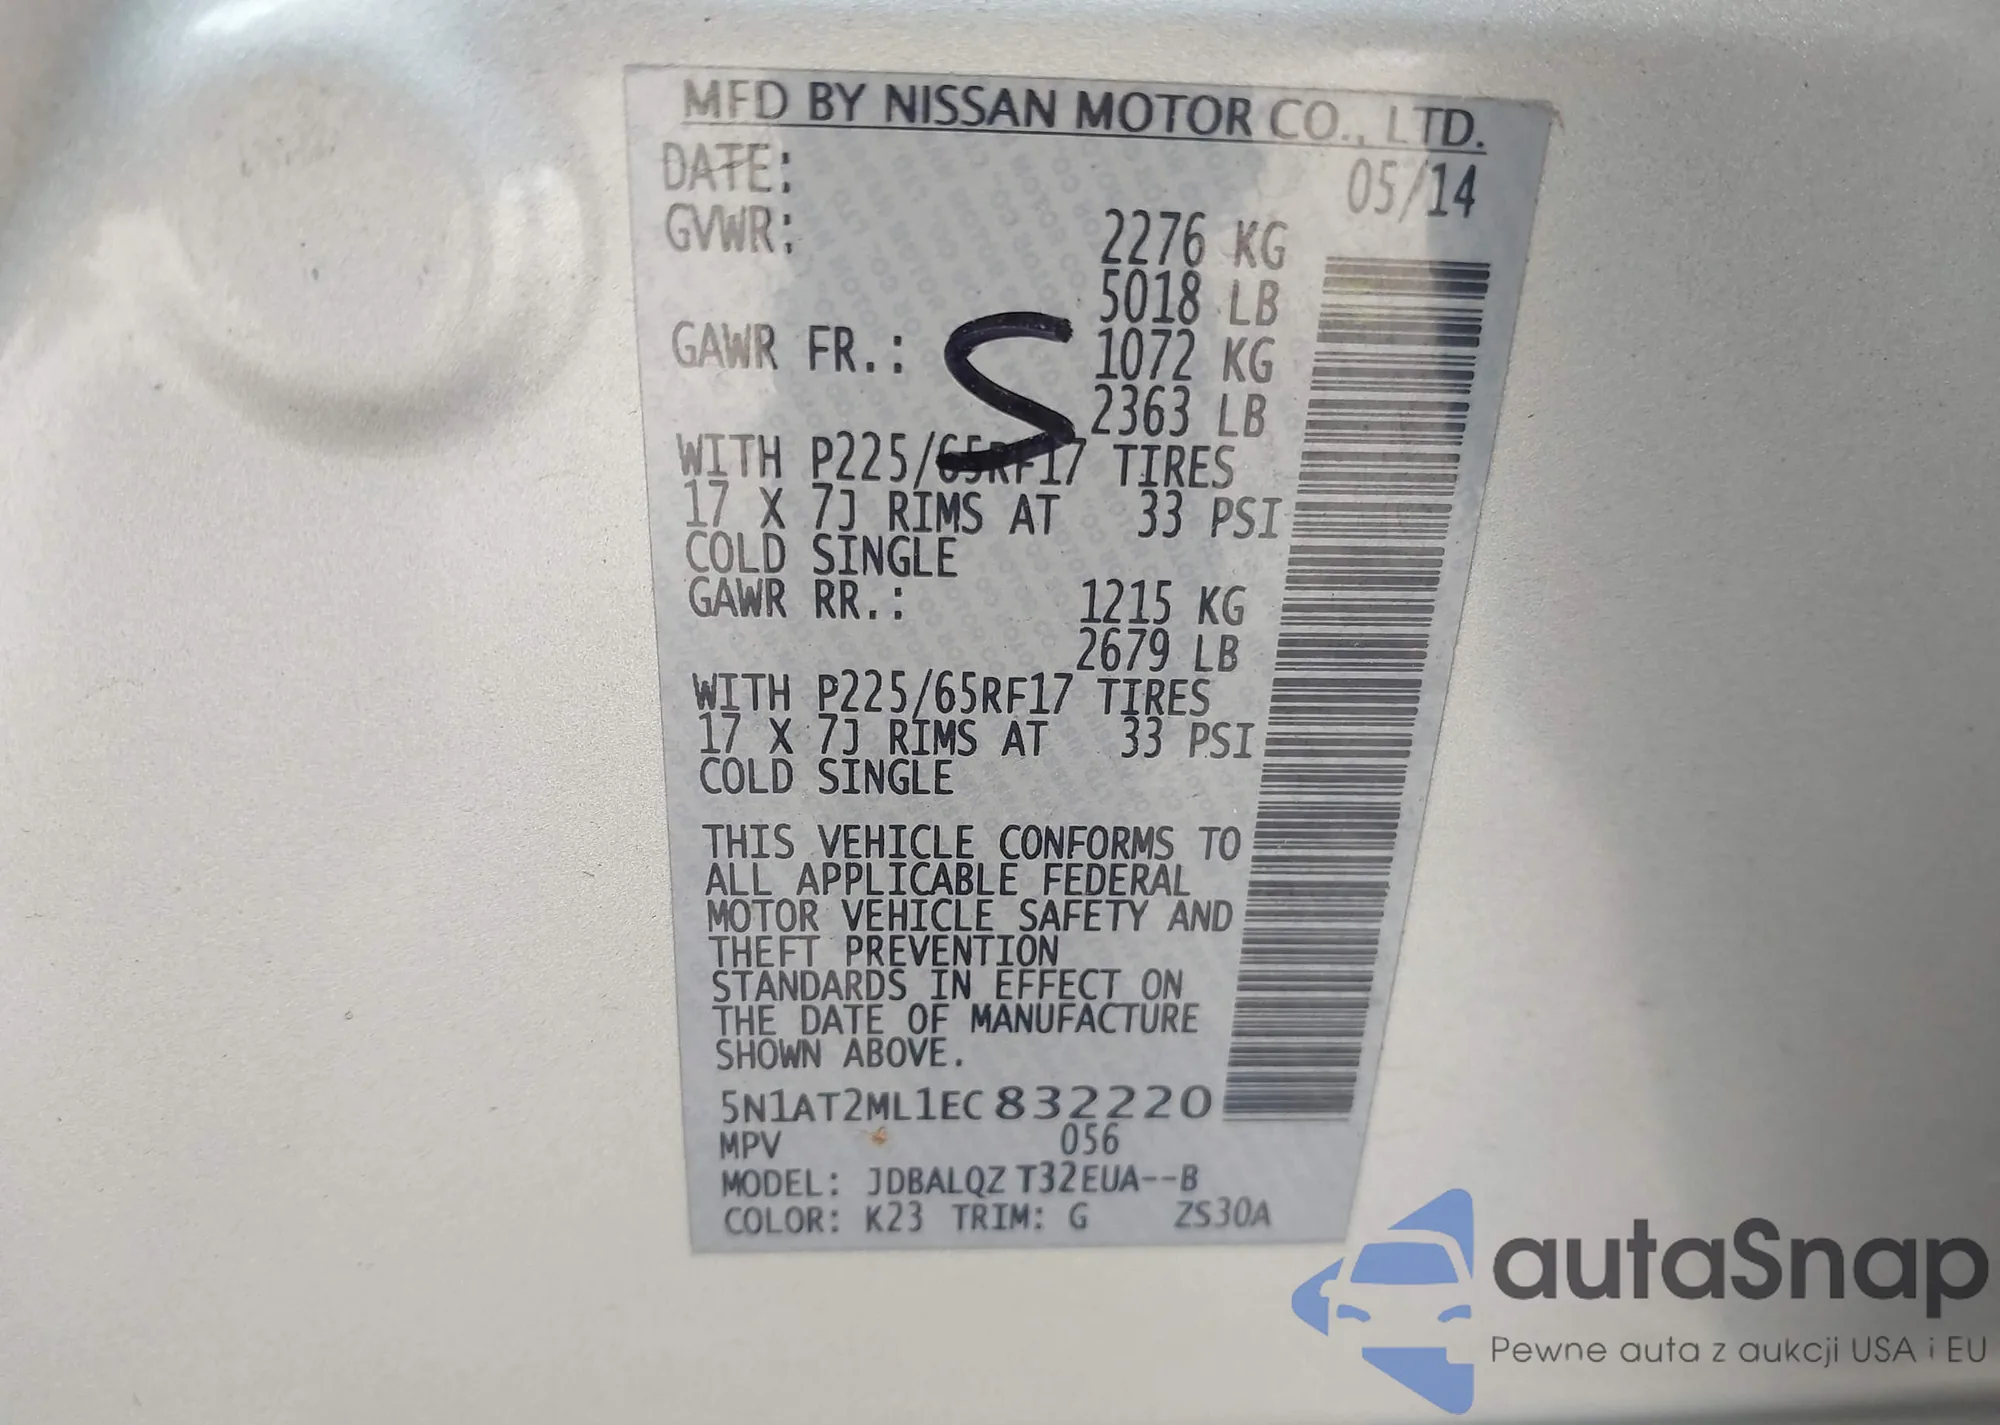 MFD BY NISSAN MOTOR CO., LTD.
DATE: 05/14
GVWR: 2276 KG
5018 LB
GAWR FR.: 1072 KG
2363 LB
S
WITH P225/65RF17 TIRES
17 X 7J RIMS AT 33 PSI
COLD SINGLE
GAWR RR.: 1215 KG
2679 LB
WITH P225/65RF17 TIRES
17 X 7J RIMS AT 33 PSI
COLD SINGLE
THIS VEHICLE CONFORMS TO
ALL APPLICABLE FEDERAL
MOTOR VEHICLE SAFETY AND
THEFT PREVENTION
STANDARDS IN EFFECT ON
THE DATE OF MANUFACTURE
SHOWN ABOVE.
5N1AT2ML1EC832220
MPV 056
MODEL: JDBALQZ T32EUA--B
COLOR: K23 TRIM: G ZS30A
autaSnap
Pewne auta z aukcji USA i EU